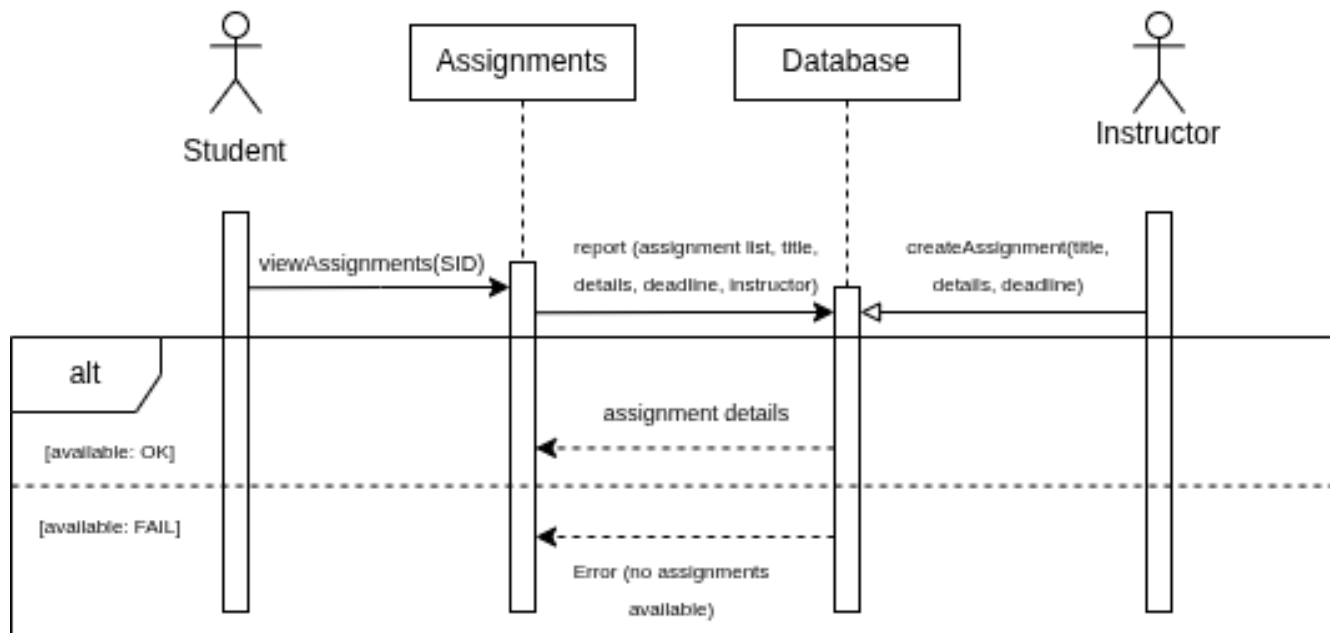 Student
Assignments
Database
Instructor
viewAssignments(SID)
report (assignment list, title,
details, deadline, instructor)
createAssignment(title,
details, deadline)
alt
assignment details
[available: OK]
[available: FAIL]
Error (no assignments
available)